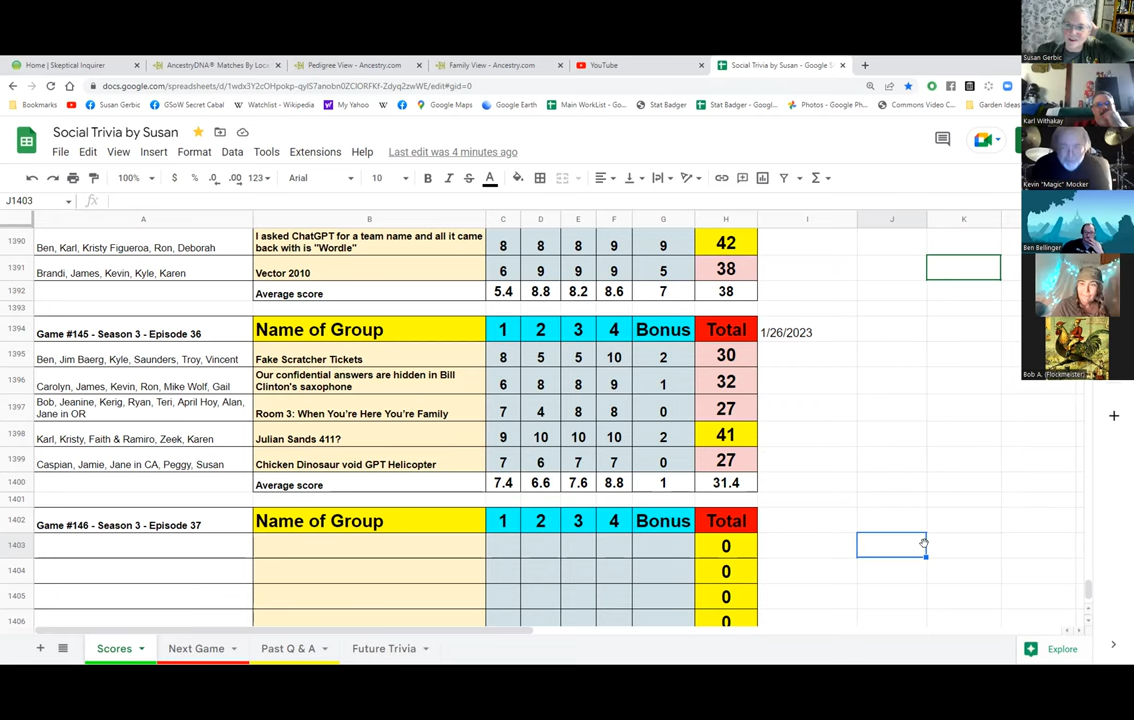 Home | Skeptical Inquirer
AncestryDNA® Matches By Loca
Pedigree View - Ancestry.com
Family View - Ancestry.com
YouTube
Social Trivia by Susan - Google S
docs.google.com/spreadsheets/d/
/edit#gid=0
Bookmarks
Susan Gerbic
GSoW Secret Cabal
Watchlist - Wikipedia
My Yahoo
Google Maps
Google Earth
Main WorkList - Go...
Stat Badger
Stat Badger - Googl...
Photos - Google Ph...
Commons Video C...
Garden Ideas
Social Trivia by Susan
File Edit View Insert Format Data Tools Extensions Help Last edit was 4 minutes ago
100% $ % .0 .00 123 Arial 10 B I S A
J1403 fx
A B C D E F G H I J K
1390 Ben, Karl, Kristy Figueroa, Ron, Deborah I asked ChatGPT for a team name and all it came 8 8 8 9 9 42
back with is "Wordle"
1391 Brandi, James, Kevin, Kyle, Karen Vector 2010 6 9 9 9 5 38
1392 Average score 5.4 8.8 8.2 8.6 7 38
1393
1394 Game #145 - Season 3 - Episode 36 Name of Group 1 2 3 4 Bonus Total 1/26/2023
1395 Ben, Jim Baerg, Kyle, Saunders, Troy, Vincent Fake Scratcher Tickets 8 5 5 10 2 30
1396 Carolyn, James, Kevin, Ron, Mike Wolf, Gail Our confidential answers are hidden in Bill 6 8 8 9 1 32
Clinton's saxophone
1397 Bob, Jeanine, Kerig, Ryan, Teri, April Hoy, Alan, Room 3: When You're Here You're Family 7 4 8 8 0 27
Jane in OR
1398 Karl, Kristy, Faith & Ramiro, Zeek, Karen Julian Sands 411? 9 10 10 10 2 41
1399 Caspian, Jamie, Jane in CA, Peggy, Susan Chicken Dinosaur void GPT Helicopter 7 6 7 7 0 27
1400 Average score 7.4 6.6 7.6 8.8 1 31.4
1401
1402 Game #146 - Season 3 - Episode 37 Name of Group 1 2 3 4 Bonus Total
1403 0
1404 0
1405 0
1406 0
Scores Next Game Past Q & A Future Trivia Explore
Susan Gerbic
Karl Withakay
Kevin "Magic" Mocker
Ben Bellinger
Bob A. (Flockmeister)